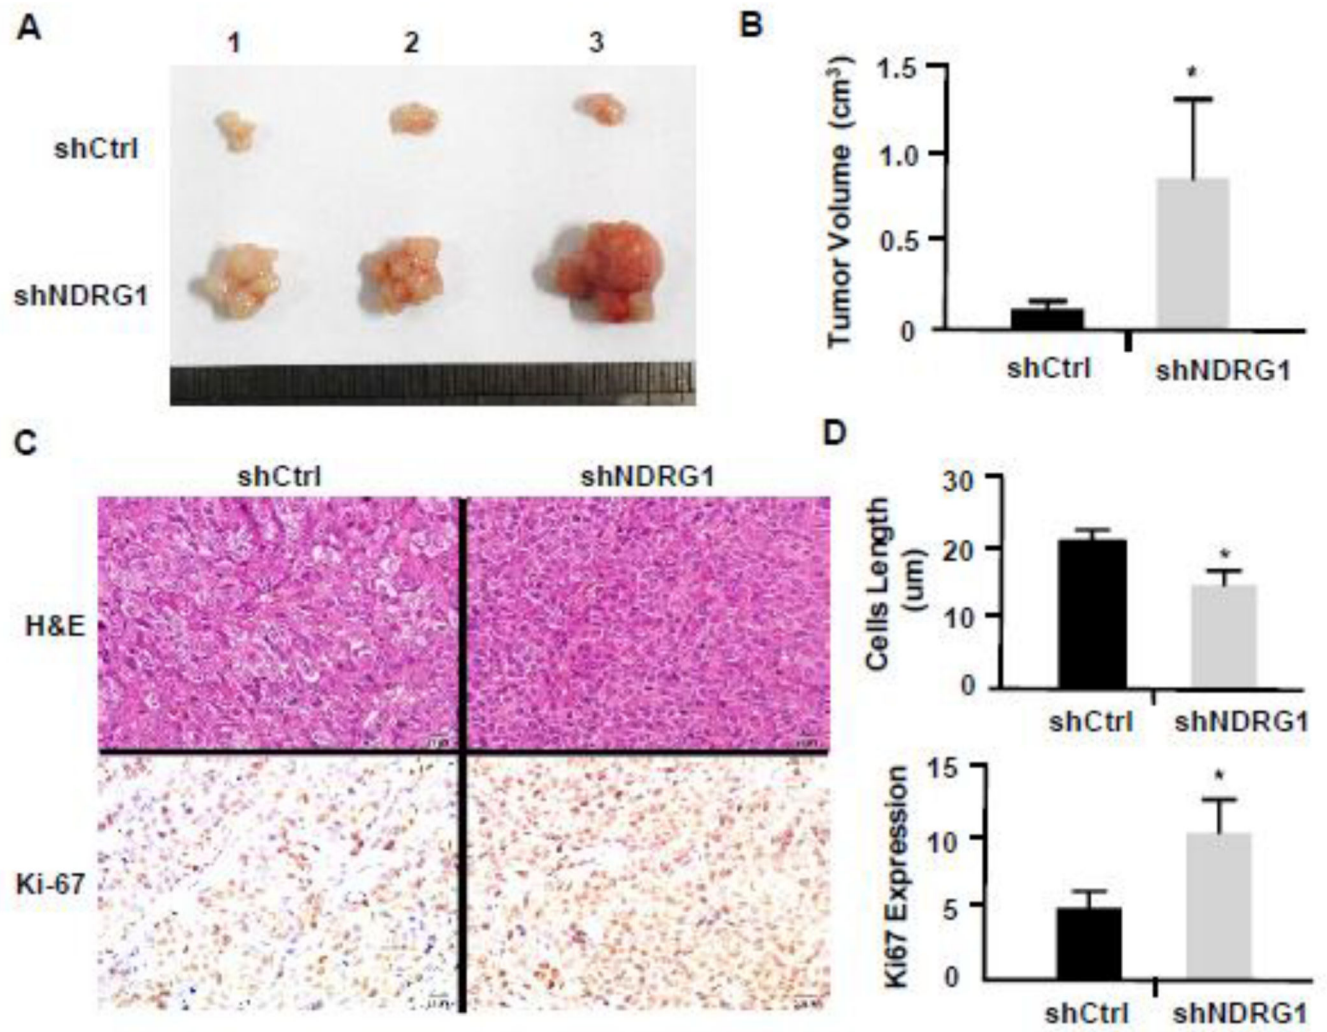 A
1 2 3
shCtrl
shNDRG1
B
Tumor Volume (cm³)
1.5
1.0
0.5
0
*
shCtrl shNDRG1
C
shCtrl shNDRG1
H&E
Ki-67
D
Cells Length
(um)
30
20
10
0
*
shCtrl shNDRG1
Ki67 Expression
15
10
5
0
*
shCtrl shNDRG1